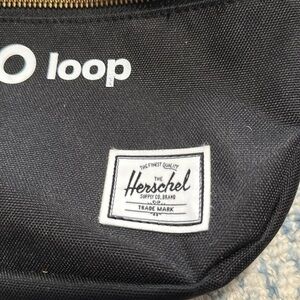 loop
THE FINEST QUALITY
THE
Herschel
SUPPLY CO. BRAND
TRADE MARK